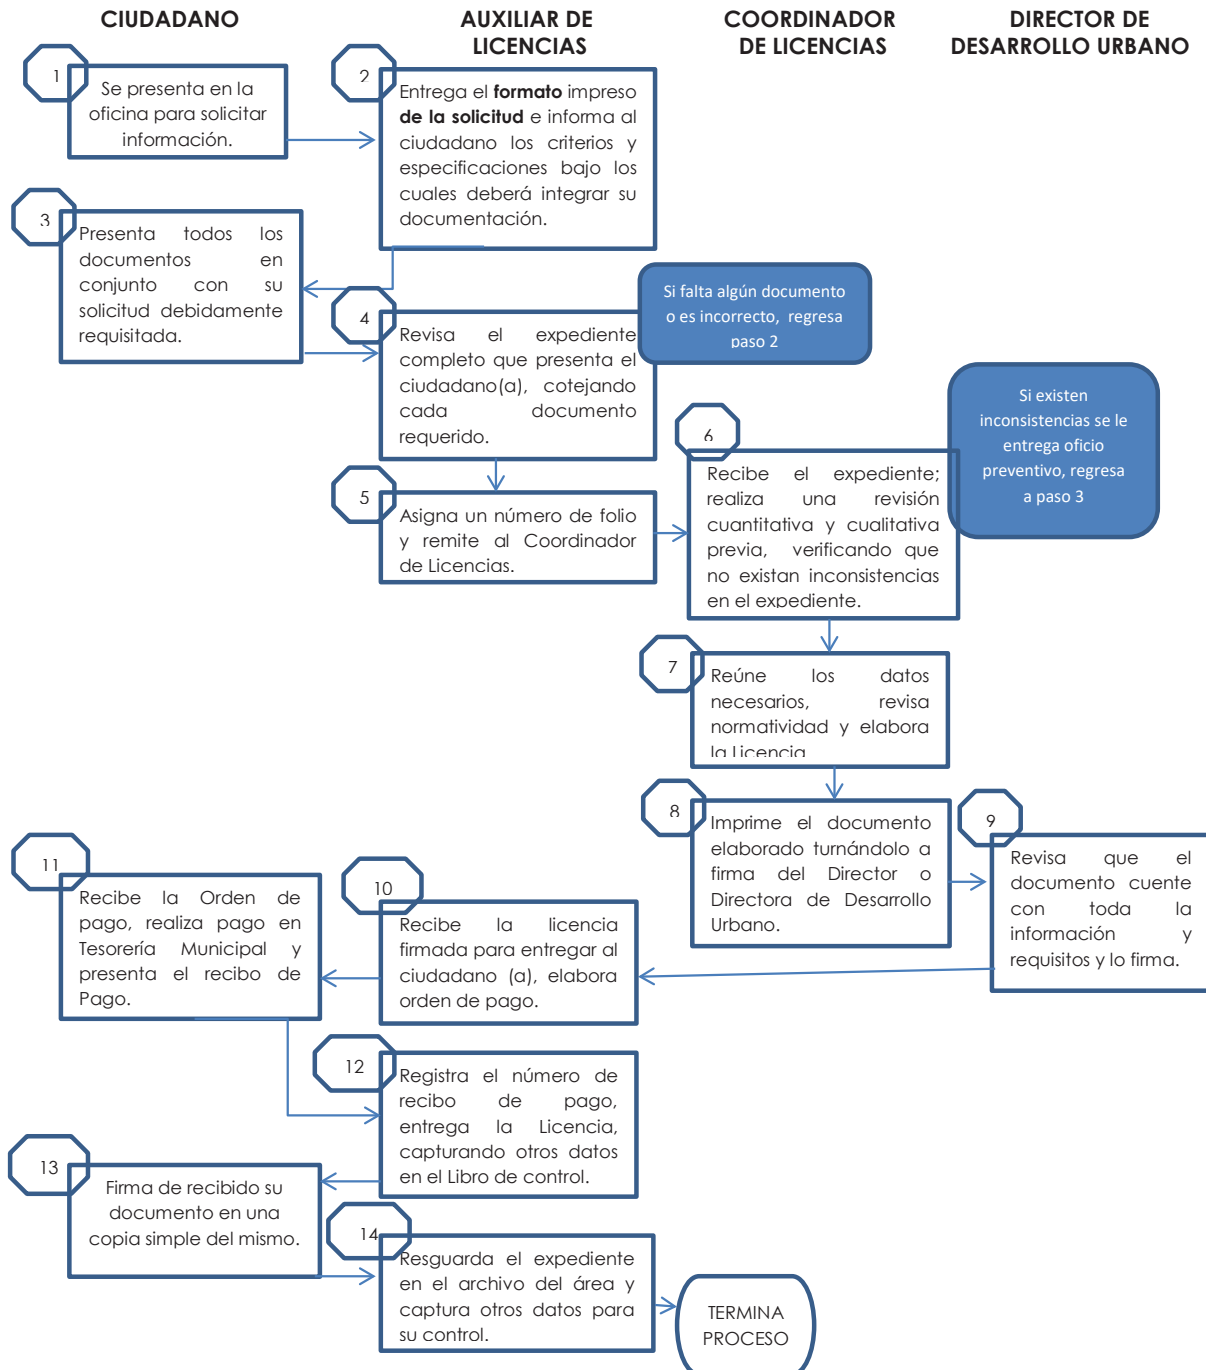 CIUDADANO
AUXILIAR DE
LICENCIAS
COORDINADOR
DE LICENCIAS
DIRECTOR DE
DESARROLLO URBANO
1
Se presenta en la
oficina para solicitar
información.
2
Entrega el formato impreso
de la solicitud e informa al
ciudadano los criterios y
especificaciones bajo los
cuales deberá integrar su
documentación.
3
Presenta todos los
documentos en
conjunto con su
solicitud debidamente
requisitada.
4
Revisa el expediente
completo que presenta el
ciudadano(a), cotejando
cada documento
requerido.
Si falta algún documento
o es incorrecto, regresa
paso 2
5
Asigna un número de folio
y remite al Coordinador
de Licencias.
6
Recibe el expediente;
realiza una revisión
cuantitativa y cualitativa
previa, verificando que
no existan inconsistencias
en el expediente.
Si existen
inconsistencias se le
entrega oficio
preventivo, regresa
a paso 3
7
Reúne los datos
necesarios, revisa
normatividad y elabora
la Licencia
8
Imprime el documento
elaborado turnándolo a
firma del Director o
Directora de Desarrollo
Urbano.
9
Revisa que el
documento cuente
con toda la
información y
requisitos y lo firma.
10
Recibe la licencia
firmada para entregar al
ciudadano (a), elabora
orden de pago.
11
Recibe la Orden de
pago, realiza pago en
Tesorería Municipal y
presenta el recibo de
Pago.
12
Registra el número de
recibo de pago,
entrega la Licencia,
capturando otros datos
en el Libro de control.
13
Firma de recibido su
documento en una
copia simple del mismo.
14
Resguarda el expediente
en el archivo del área y
captura otros datos para
su control.
TERMINA
PROCESO